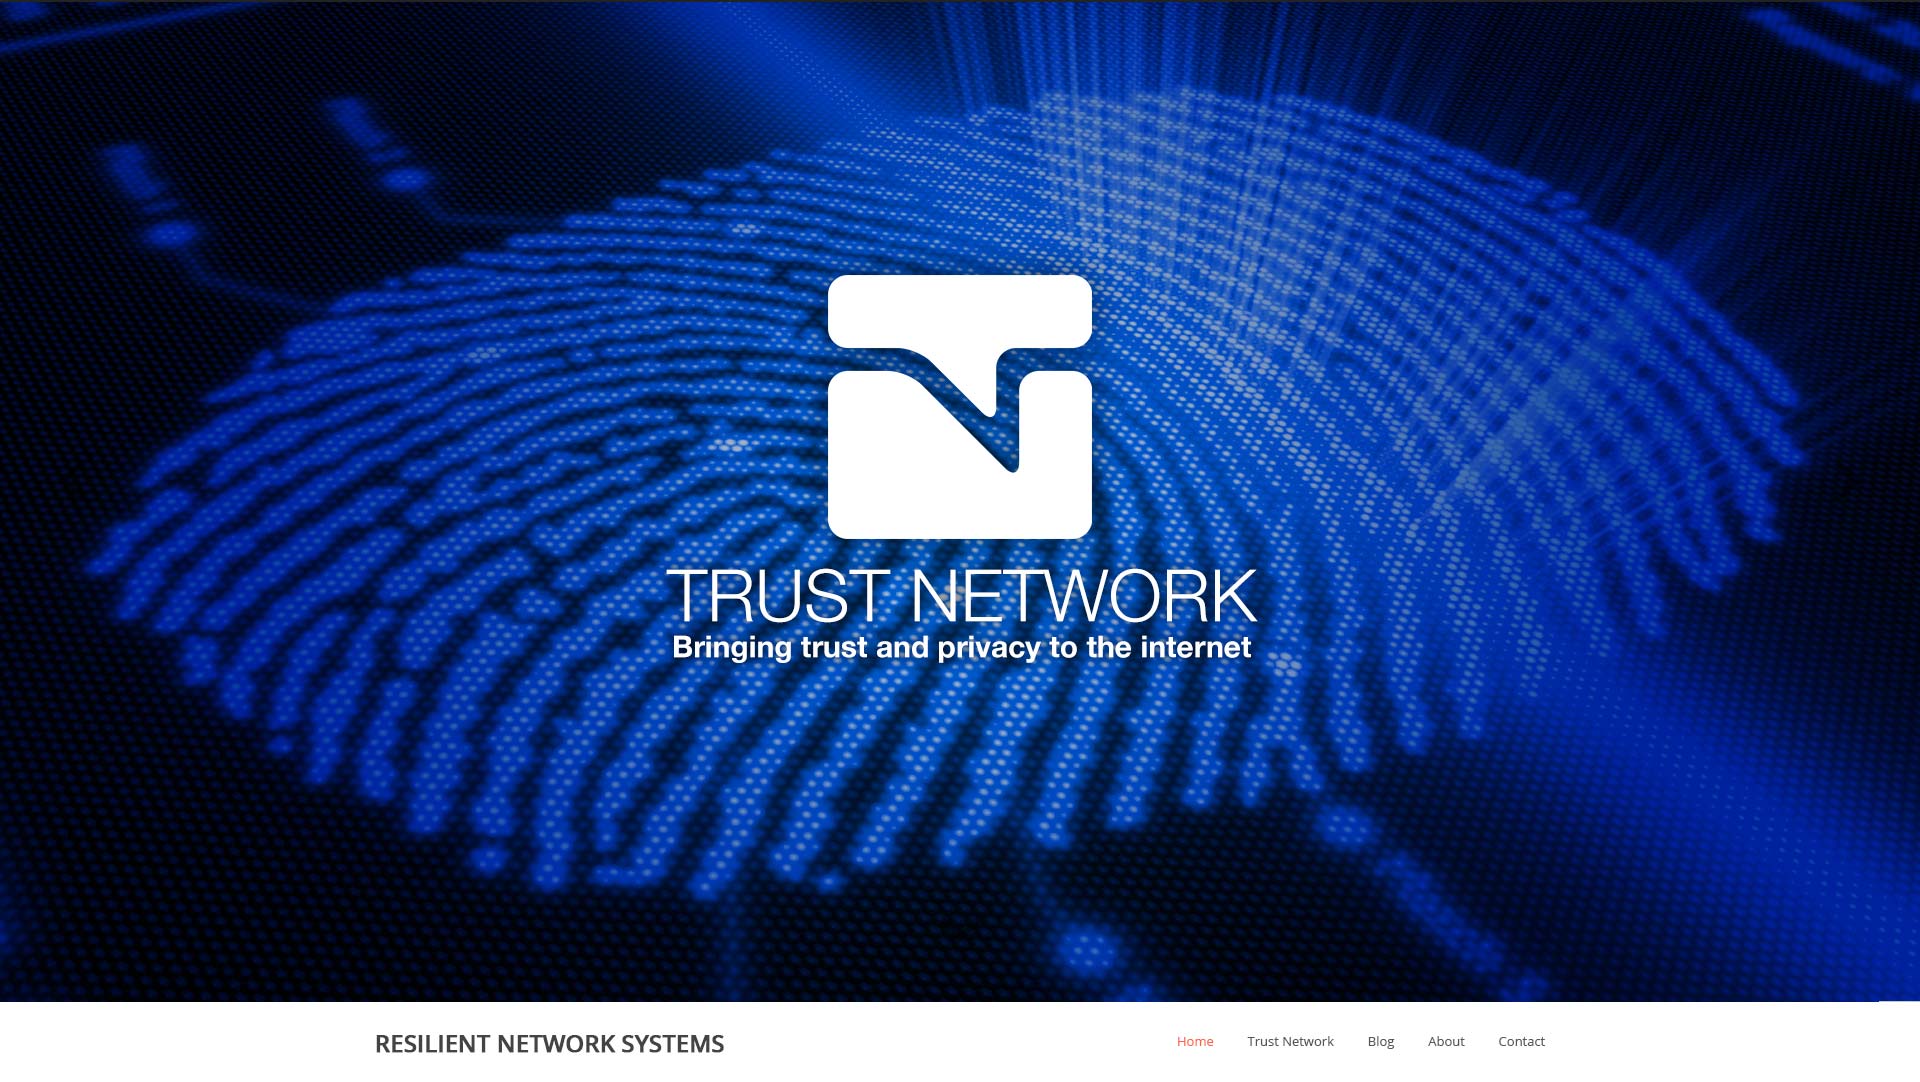 TRUST NETWORK
Bringing trust and privacy to the internet
RESILIENT NETWORK SYSTEMS
Home
Trust Network
Blog
About
Contact